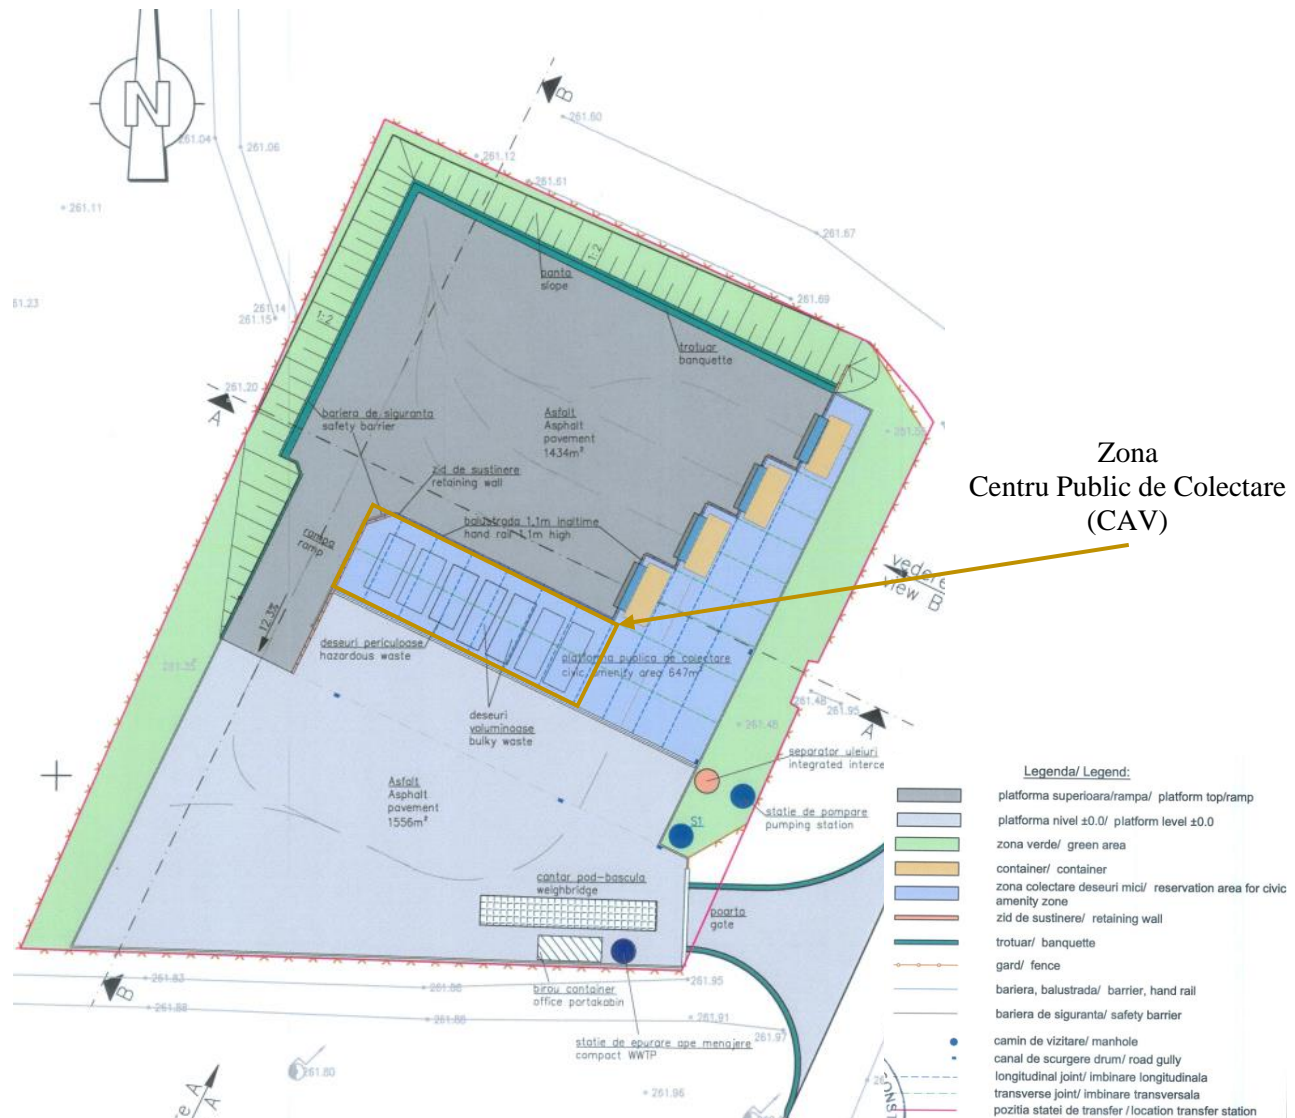 N
B
261.60
261.04
261.06
261.12
261.61
261.11
261.67
1:2
panta
slope
261.69
61.23
261.14
261.15
1:2
trotuar
banquette
261.20
A
bariera de siguranta
safety barrier
Asfalt
Asphalt
pavement
1434m²
zid de sustinere
retaining wall
Zona
Centru Public de Colectare
(CAV)
balustrada 1,1m inaltime
hand rail 1,1m high
rampa
ramp
vedere
view B
12.3%
deseuri periculoase
hazardous waste
platforma publica de colectare
civic amenity area 647m²
261.35
deseuri
voluminoase
bulky waste
261.48
261.95
261.48
A
separator uleiuri
integrated interce
Asfalt
Asphalt
pavement
1556m²
S1
statie de pompare
pumping station
cantar pod-bascula
weighbridge
poarta
gate
261.83
B
261.95
birou container
office portakabin
261.88
261.91
261.97
statie de epurare ape menajere
compact WWTP
261.80
A
A
261.96
Legenda/ Legend:
platforma superioara/rampa/ platform top/ramp
platforma nivel ±0.0/ platform level ±0.0
zona verde/ green area
container/ container
zona colectare deseuri mici/ reservation area for civic
amenity zone
zid de sustinere/ retaining wall
trotuar/ banquette
gard/ fence
bariera, balustrada/ barrier, hand rail
bariera de siguranta/ safety barrier
camin de vizitare/ manhole
canal de scurgere drum/ road gully
longitudinal joint/ imbinare longitudinala
transverse joint/ imbinare transversala
pozitia statei de transfer / location transfer station